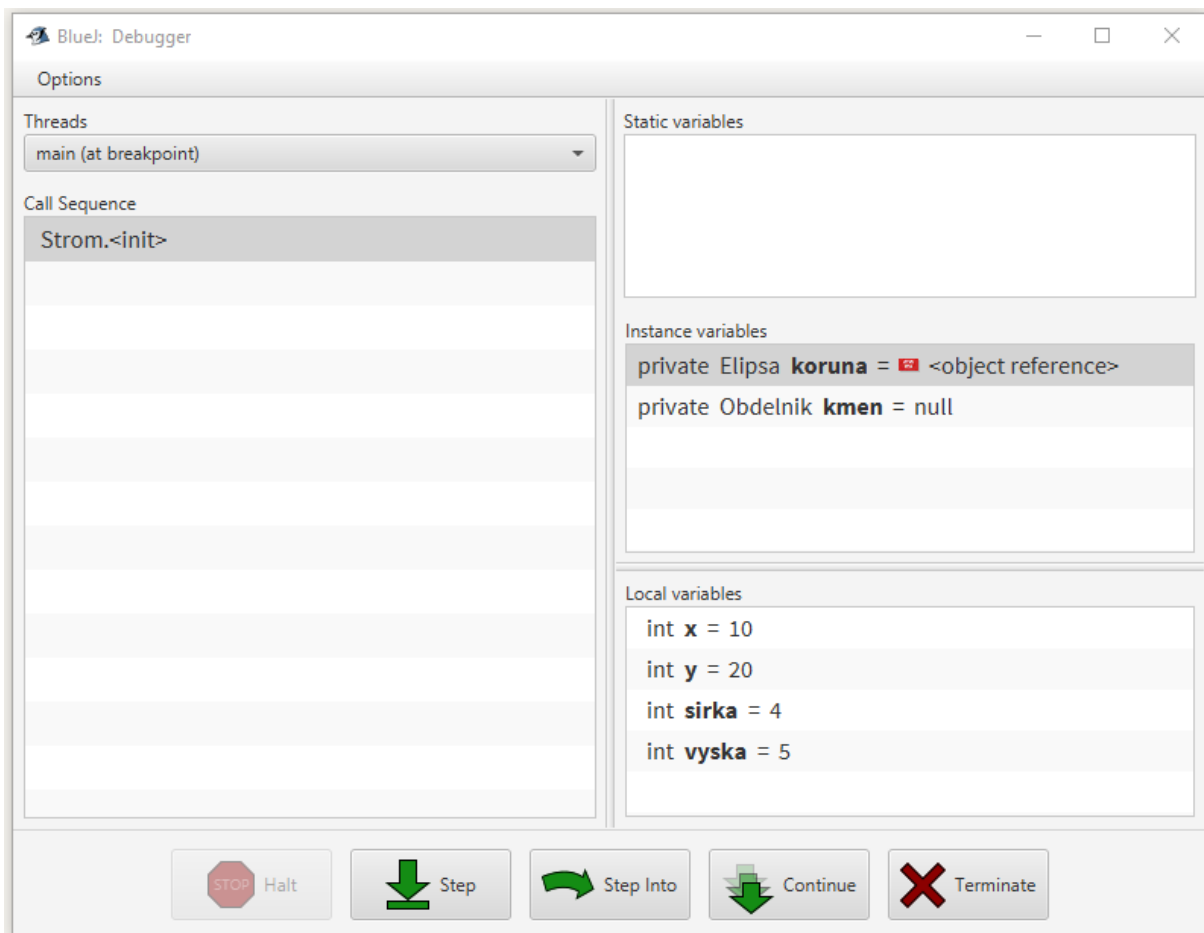 BlueJ: Debugger
Options
Threads
main (at breakpoint)
Call Sequence
Strom.<init>
Static variables
Instance variables
private Elipsa koruna = <object reference>
private Obdelnik kmen = null
Local variables
int x = 10
int y = 20
int sirka = 4
int vyska = 5
STOP Halt
Step
Step Into
Continue
Terminate